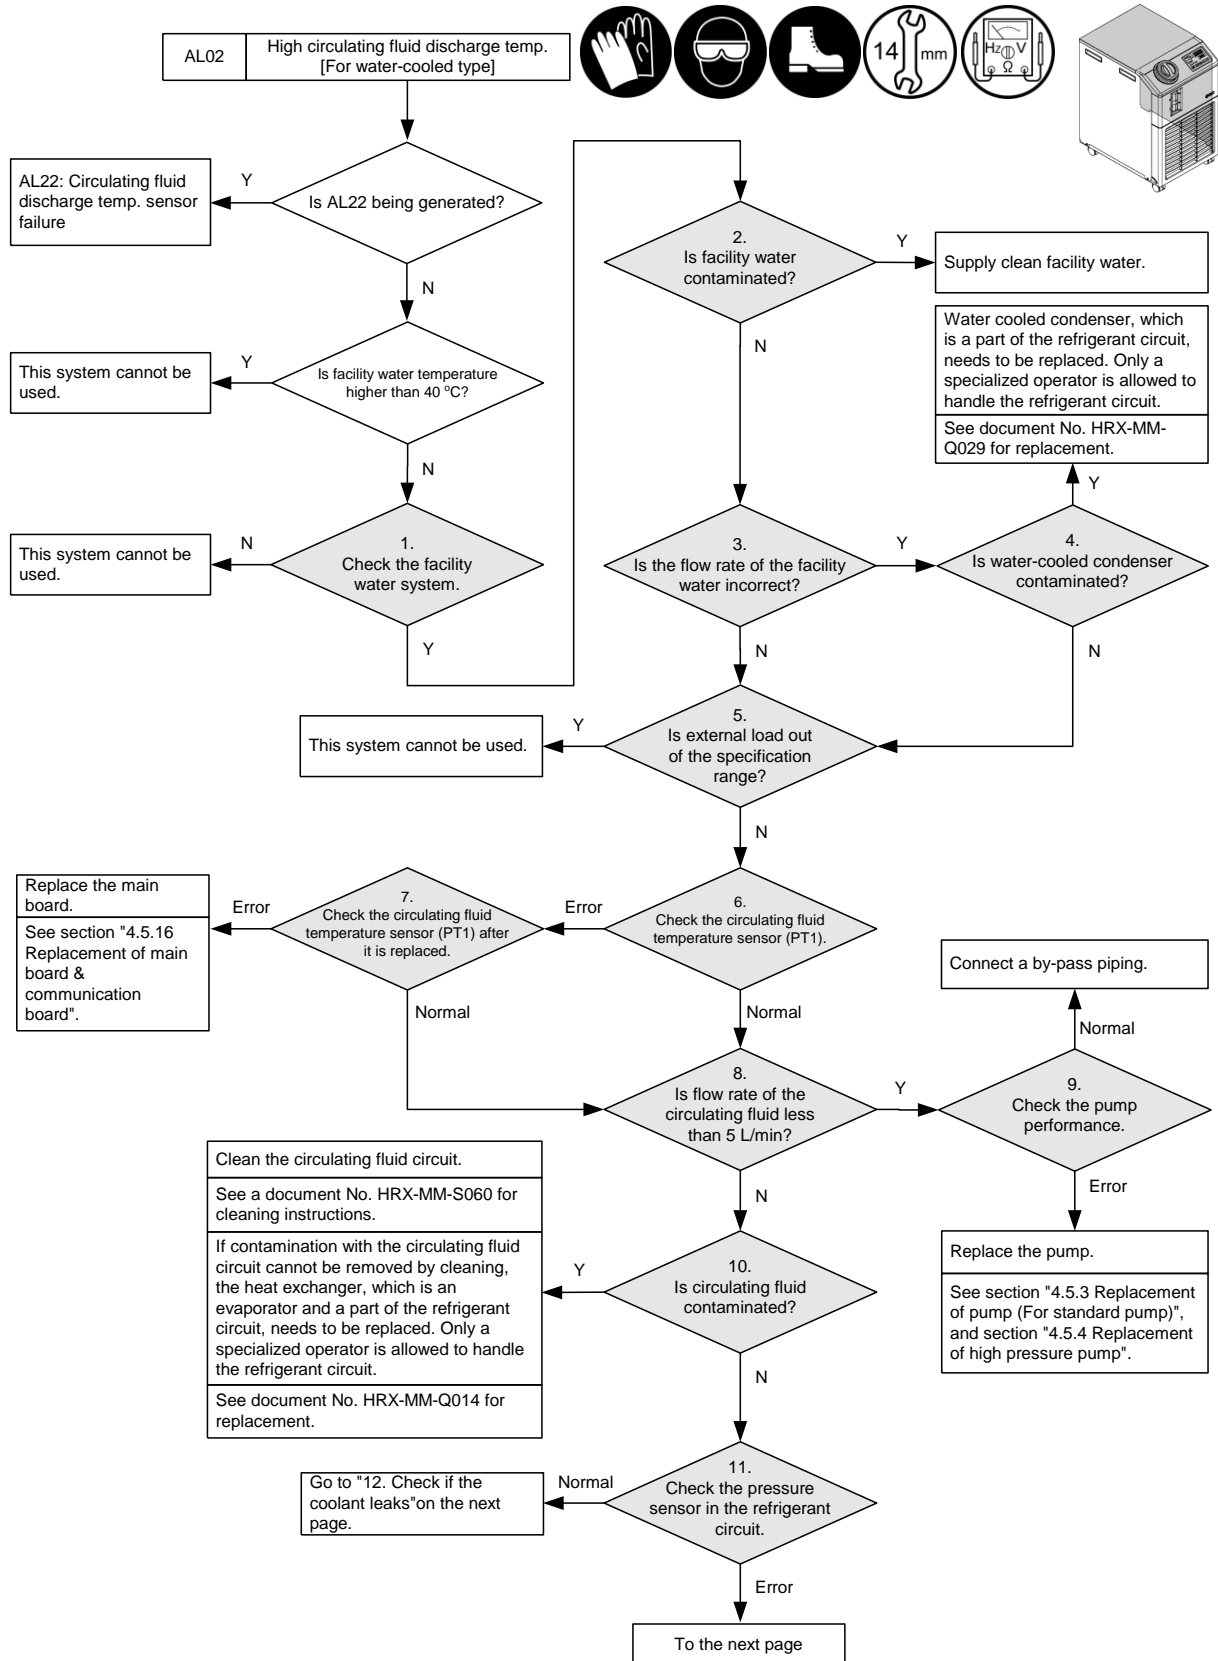 AL02
High circulating fluid discharge temp.
[For water-cooled type]
14 mm
Hz V
Ω
AL22: Circulating fluid
discharge temp. sensor
failure
Y
Is AL22 being generated?
N
This system cannot be
used.
Y
Is facility water temperature
higher than 40 °C?
N
This system cannot be
used.
N
1.
Check the facility
water system.
Y
2.
Is facility water
contaminated?
Y
Supply clean facility water.
N
Water cooled condenser, which
is a part of the refrigerant circuit,
needs to be replaced. Only a
specialized operator is allowed to
handle the refrigerant circuit.
See document No. HRX-MM-
Q029 for replacement.
Y
3.
Is the flow rate of the facility
water incorrect?
Y
4.
Is water-cooled condenser
contaminated?
N
N
5.
Is external load out
of the specification
range?
Y
This system cannot be used.
N
6.
Check the circulating fluid
temperature sensor (PT1).
Error
7.
Check the circulating fluid
temperature sensor (PT1) after
it is replaced.
Error
Replace the main
board.
See section "4.5.16
Replacement of main
board &
communication
board".
Normal
Normal
8.
Is flow rate of the
circulating fluid less
than 5 L/min?
Y
9.
Check the pump
performance.
Normal
Connect a by-pass piping.
Error
Replace the pump.
See section "4.5.3 Replacement
of pump (For standard pump)",
and section "4.5.4 Replacement
of high pressure pump".
N
10.
Is circulating fluid
contaminated?
Y
Clean the circulating fluid circuit.
See a document No. HRX-MM-S060 for
cleaning instructions.
If contamination with the circulating fluid
circuit cannot be removed by cleaning,
the heat exchanger, which is an
evaporator and a part of the refrigerant
circuit, needs to be replaced. Only a
specialized operator is allowed to handle
the refrigerant circuit.
See document No. HRX-MM-Q014 for
replacement.
N
11.
Check the pressure
sensor in the refrigerant
circuit.
Normal
Go to "12. Check if the
coolant leaks"on the next
page.
Error
To the next page